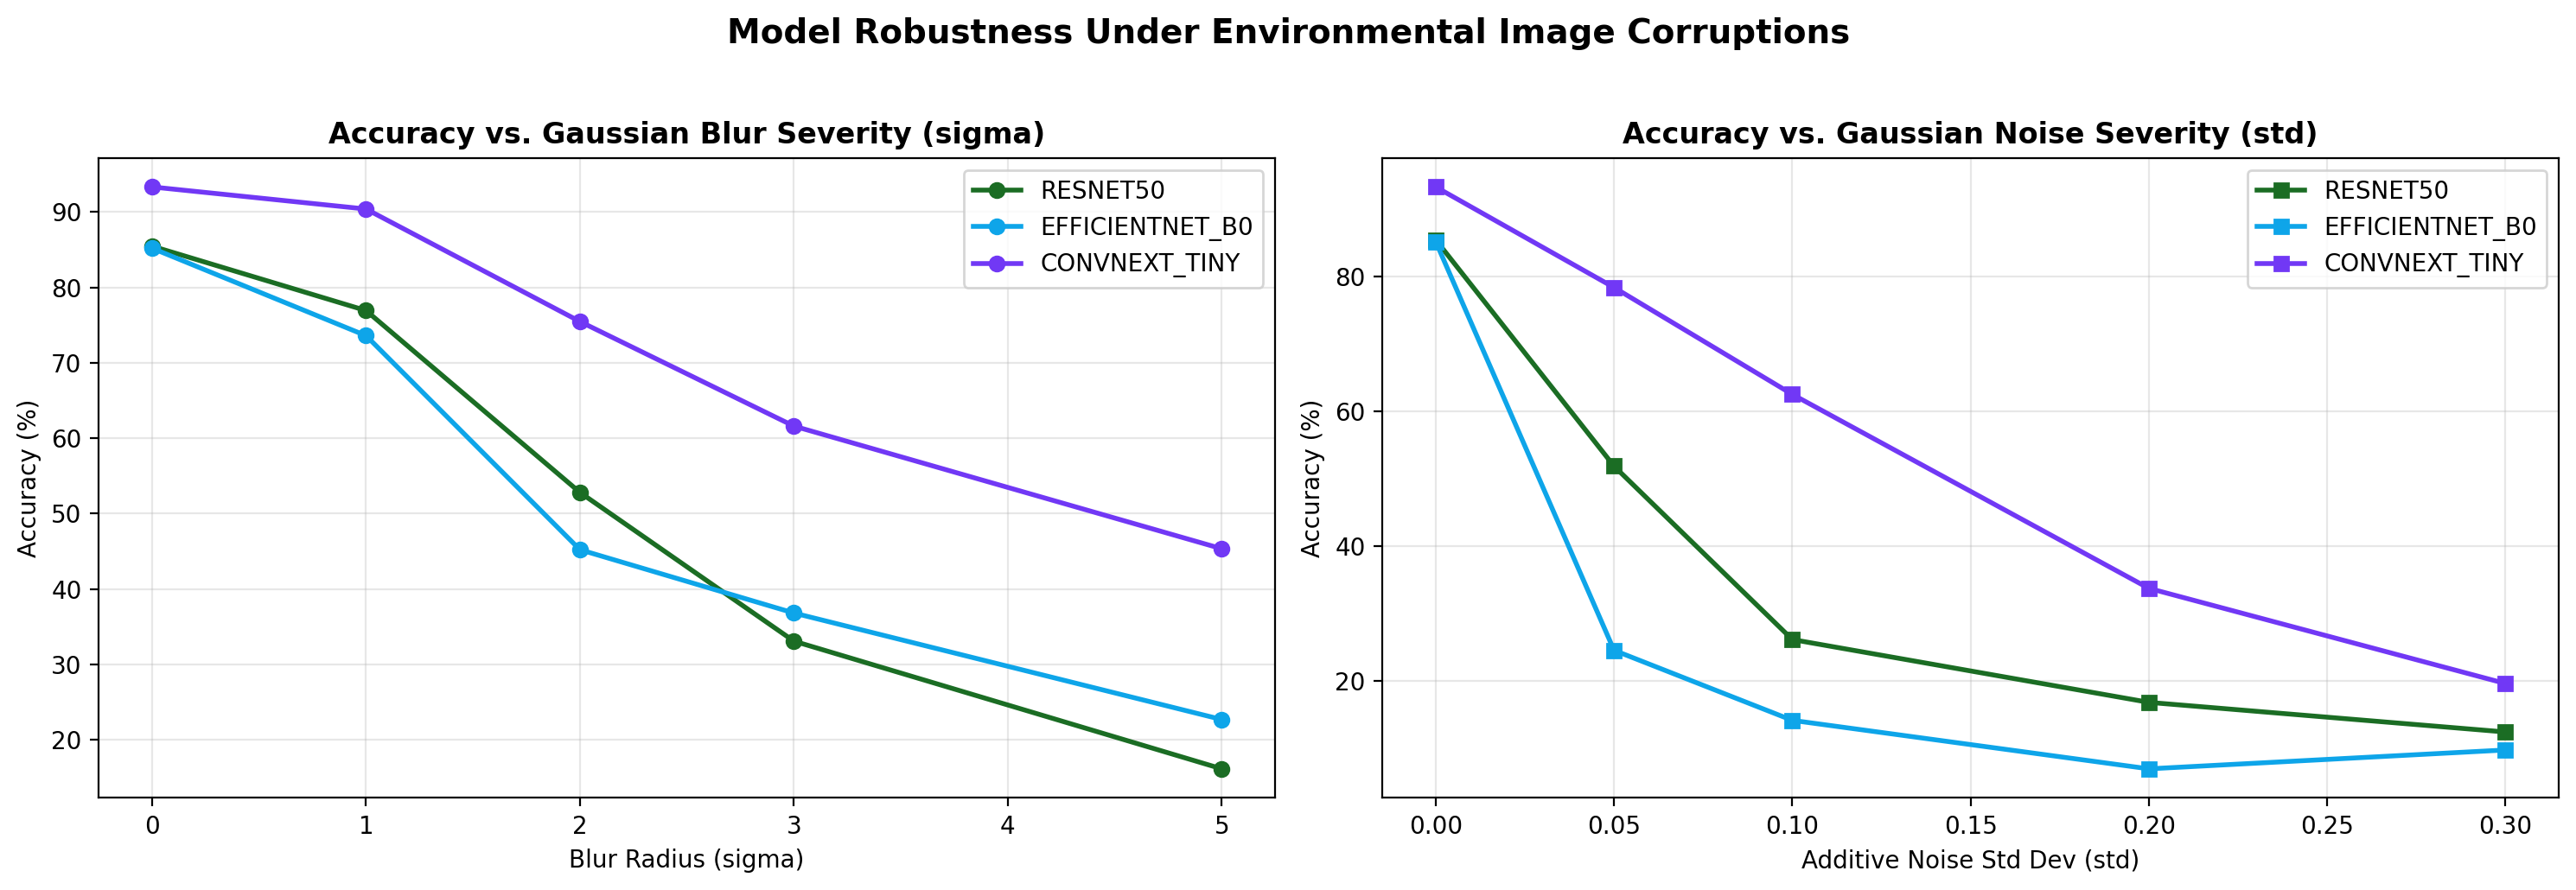 Model Robustness Under Environmental Image Corruptions
Accuracy vs. Gaussian Blur Severity (sigma)
RESNET50
EFFICIENTNET_B0
CONVNEXT_TINY
Accuracy (%)
90
80
70
60
50
40
30
20
0 1 2 3 4 5
Blur Radius (sigma)
Accuracy vs. Gaussian Noise Severity (std)
RESNET50
EFFICIENTNET_B0
CONVNEXT_TINY
Accuracy (%)
80
60
40
20
0.00 0.05 0.10 0.15 0.20 0.25 0.30
Additive Noise Std Dev (std)